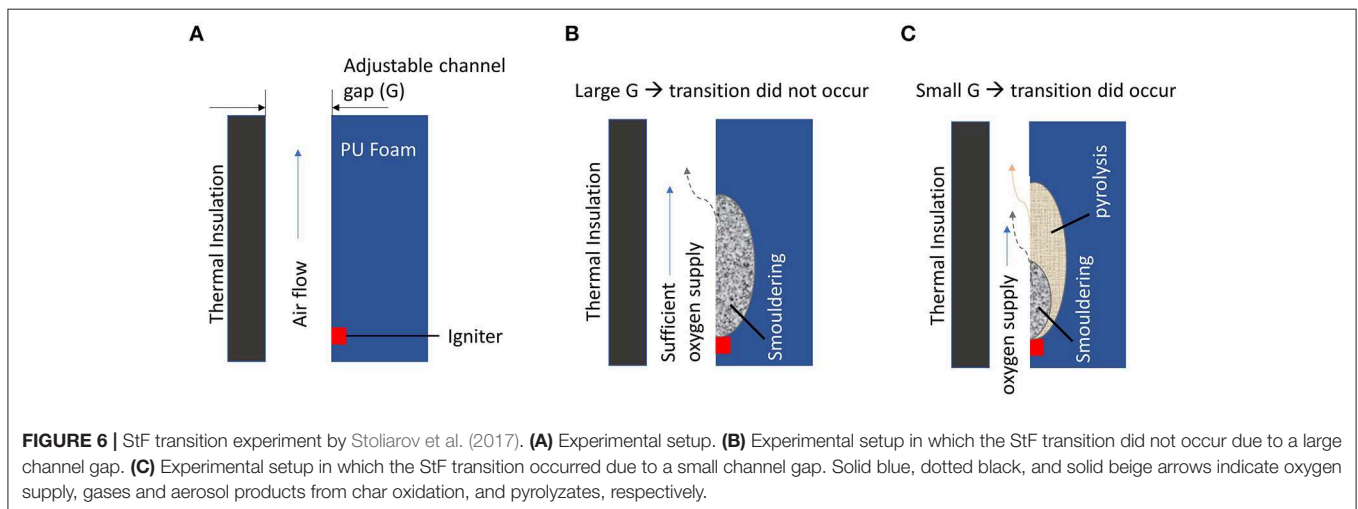 A
Adjustable channel
gap (G)
Thermal Insulation
Air flow
PU Foam
Igniter
B
Large G → transition did not occur
Thermal Insulation
Sufficient
oxygen supply
Smouldering
C
Small G → transition did occur
Thermal Insulation
oxygen supply
pyrolysis
Smouldering
FIGURE 6 | StF transition experiment by Stoliarov et al. (2017). (A) Experimental setup. (B) Experimental setup in which the StF transition did not occur due to a large
channel gap. (C) Experimental setup in which the StF transition occurred due to a small channel gap. Solid blue, dotted black, and solid beige arrows indicate oxygen
supply, gases and aerosol products from char oxidation, and pyrolyzates, respectively.